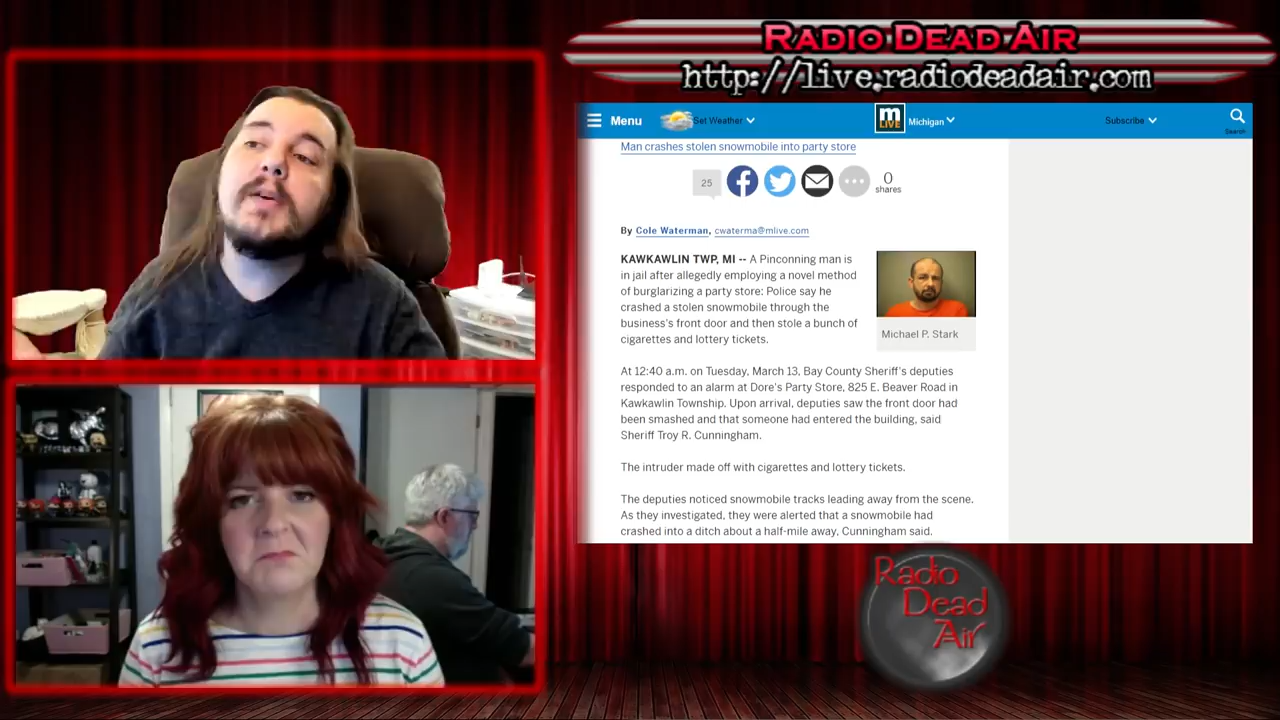 RADIO DEAD AIR
http://live.radiodeadair.com
Menu
Set Weather
m
LIVE
Michigan
Subscribe
Search
Man crashes stolen snowmobile into party store
25
0
shares
By Cole Waterman, cwaterma@mlive.com
KAWKAWLIN TWP, MI -- A Pinconning man is
in jail after allegedly employing a novel method
of burglarizing a party store: Police say he
crashed a stolen snowmobile through the
business's front door and then stole a bunch of
cigarettes and lottery tickets.
Michael P. Stark
At 12:40 a.m. on Tuesday, March 13, Bay County Sheriff's deputies
responded to an alarm at Dore's Party Store, 825 E. Beaver Road in
Kawkawlin Township. Upon arrival, deputies saw the front door had
been smashed and that someone had entered the building, said
Sheriff Troy R. Cunningham.
The intruder made off with cigarettes and lottery tickets.
The deputies noticed snowmobile tracks leading away from the scene.
As they investigated, they were alerted that a snowmobile had
crashed into a ditch about a half-mile away, Cunningham said.
Radio
Dead
Air